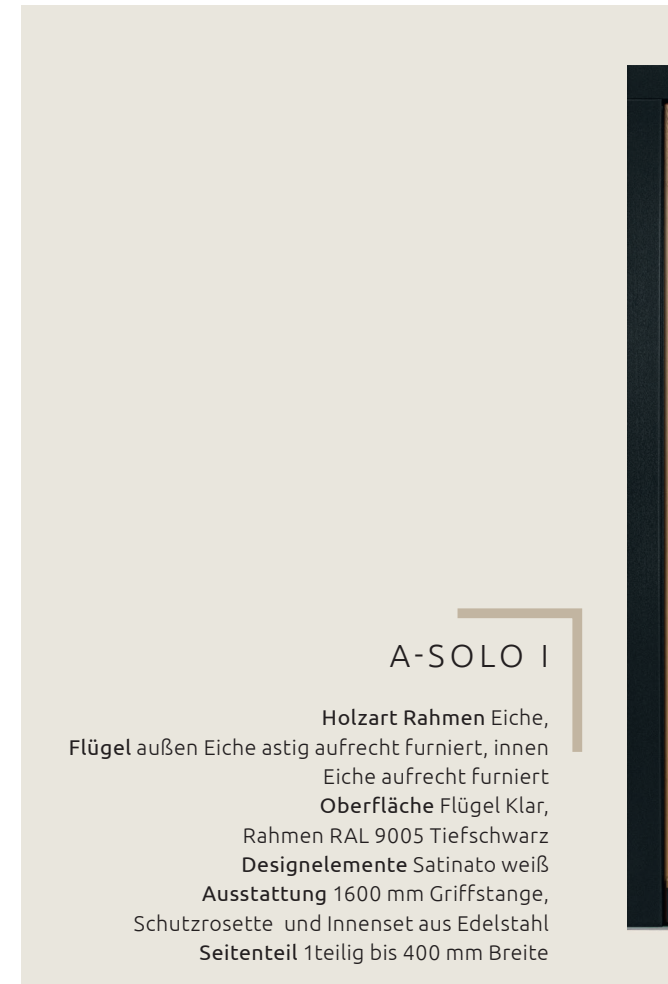 A-SOLO I
Holzart Rahmen Eiche,
Flügel außen Eiche astig aufrecht furniert, innen
Eiche aufrecht furniert
Oberfläche Flügel Klar,
Rahmen RAL 9005 Tiefschwarz
Designelemente Satinato weiß
Ausstattung 1600 mm Griffstange,
Schutzrosette und Innenset aus Edelstahl
Seitenteil 1teilig bis 400 mm Breite